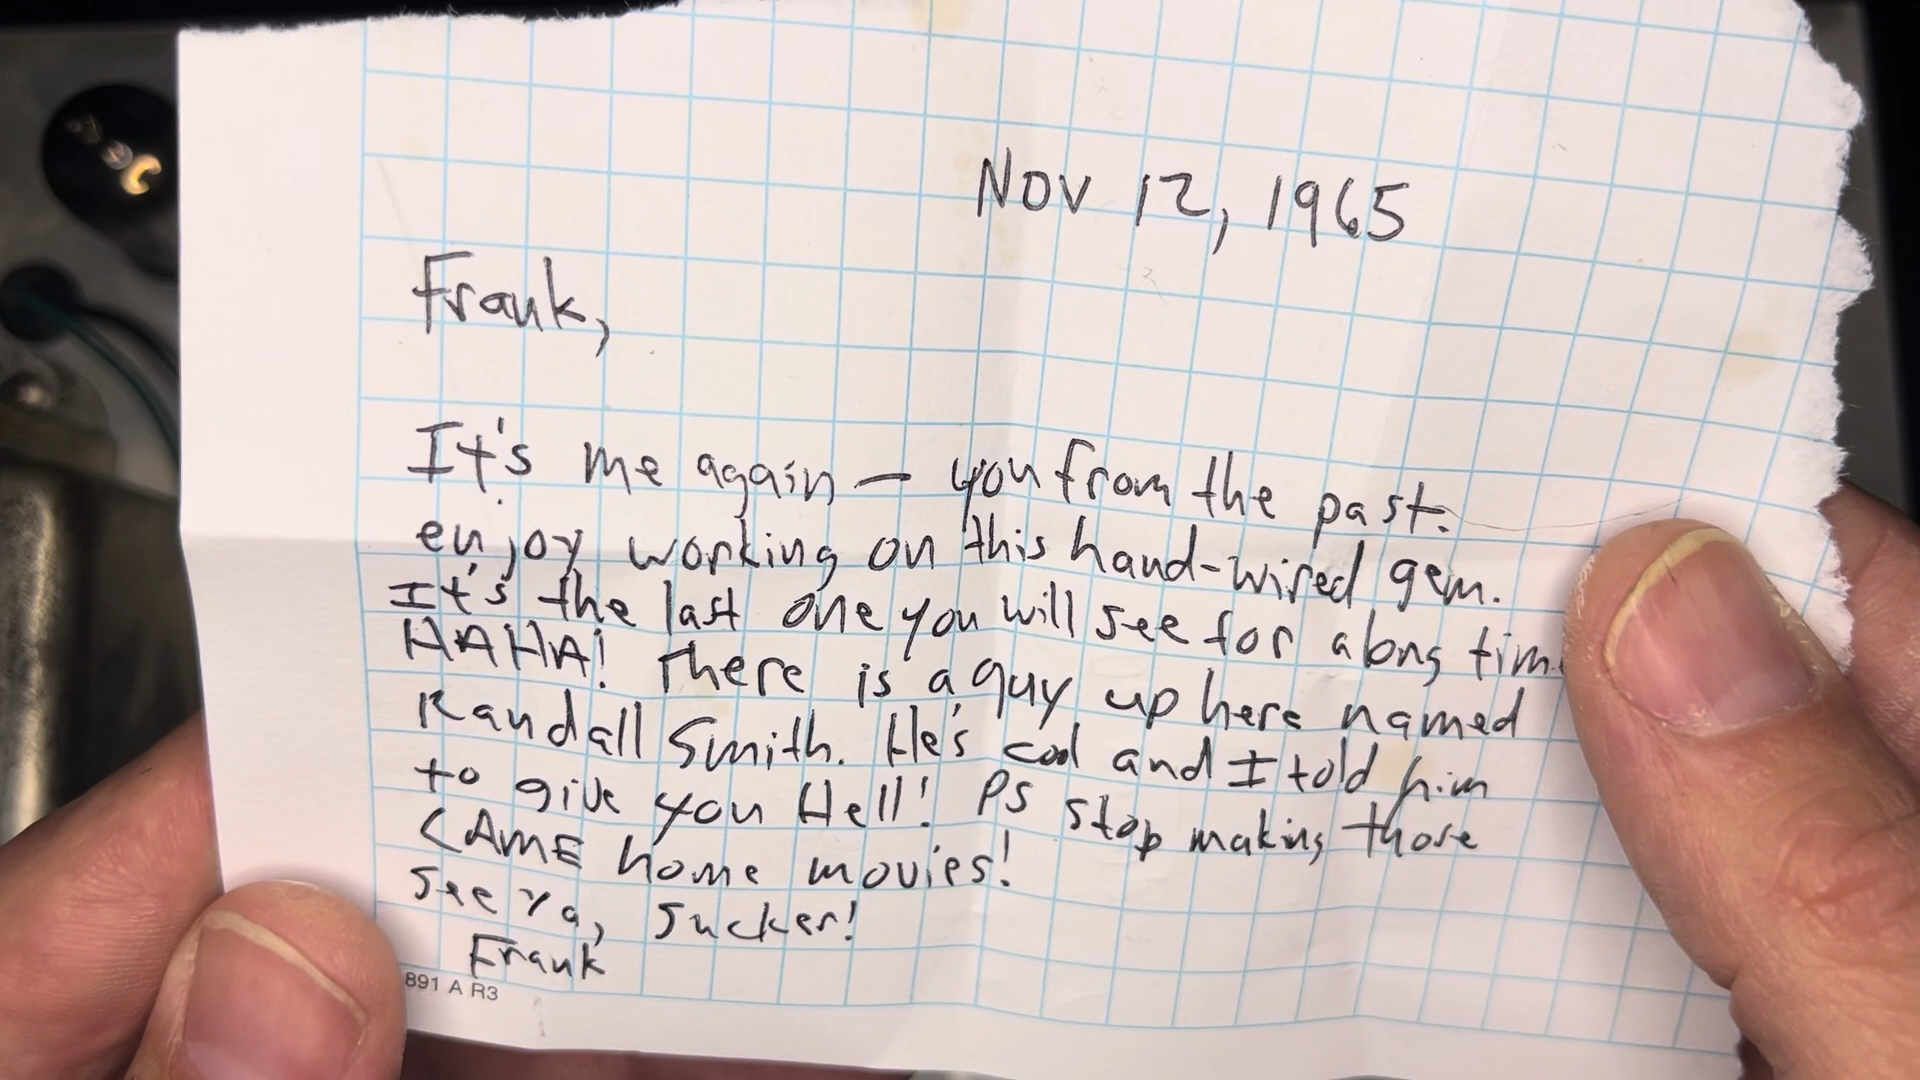 Nov 12, 1965
Frank,
It's me again — you from the past.
enjoy working on this hand-wired gem.
It's the last one you will see for along tim
HAHA! There is a guy up here named
Randall Smith. He's cool and I told him
to give you Hell! PS stop making those
LAME home movies!
See ya, sucker!
Frank
891 A R3